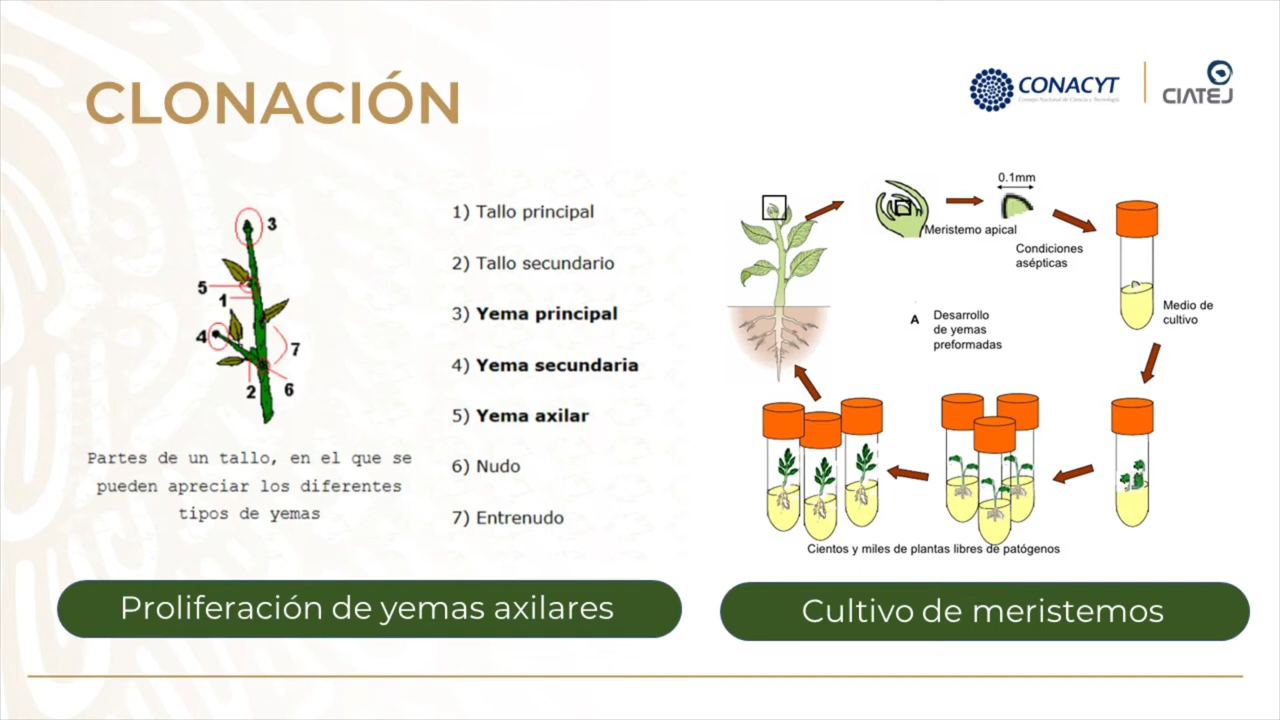 CLONACIÓN
CONACYT
Consejo Nacional de Ciencia y Tecnología
CIATEJ
3
5
1
4
7
2
6
Partes de un tallo, en el que se
pueden apreciar los diferentes
tipos de yemas
1) Tallo principal
2) Tallo secundario
3) Yema principal
4) Yema secundaria
5) Yema axilar
6) Nudo
7) Entrenudo
0.1mm
Meristemo apical
Condiciones
asépticas
Medio de
cultivo
A
Desarrollo
de yemas
preformadas
Cientos y miles de plantas libres de patógenos
Proliferación de yemas axilares
Cultivo de meristemos